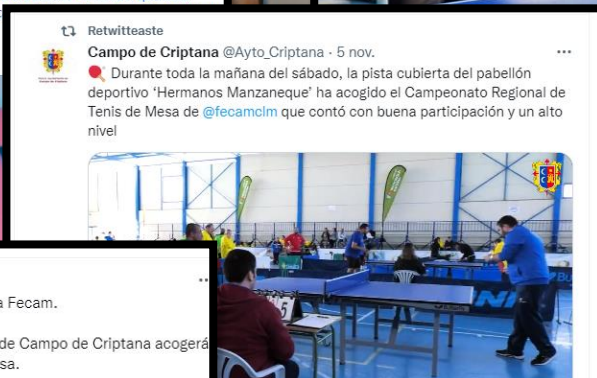 Retwitteaste
Campo de Criptana @Ayto_Criptana · 5 nov.
Durante toda la mañana del sábado, la pista cubierta del pabellón
deportivo ‘Hermanos Manzaneque’ ha acogido el Campeonato Regional de
Tenis de Mesa de @fecamclm que contó con buena participación y un alto
nivel
a Fecam.
de Campo de Criptana acogerá
sa.